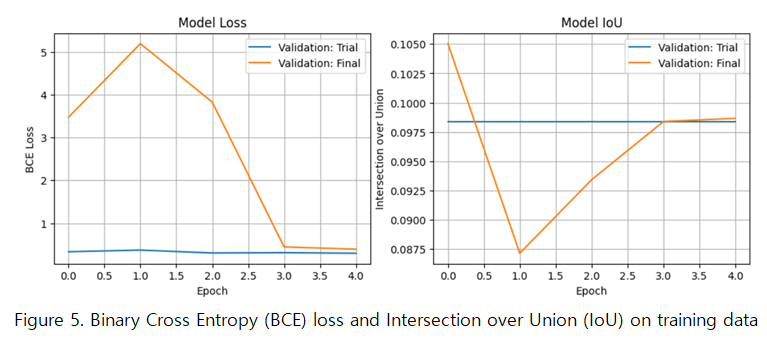 Model Loss
Validation: Trial
Validation: Final
BCE Loss
5
4
3
2
1
0.0 0.5 1.0 1.5 2.0 2.5 3.0 3.5 4.0
Epoch
Model IoU
Validation: Trial
Validation: Final
Intersection over Union
0.1050
0.1025
0.1000
0.0975
0.0950
0.0925
0.0900
0.0875
0.0 0.5 1.0 1.5 2.0 2.5 3.0 3.5 4.0
Epoch
Figure 5. Binary Cross Entropy (BCE) loss and Intersection over Union (IoU) on training data